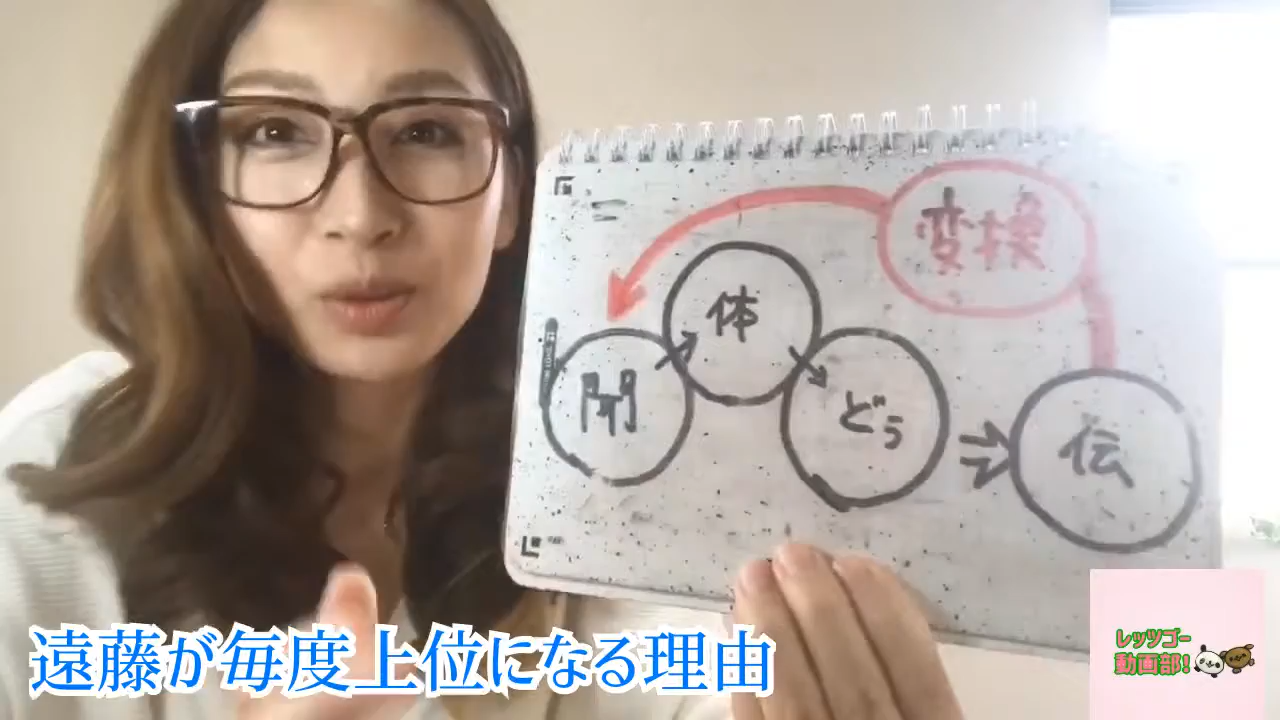 変換
体
開
どう
伝
遠藤が毎度上位になる理由
レッツゴー
動画部!